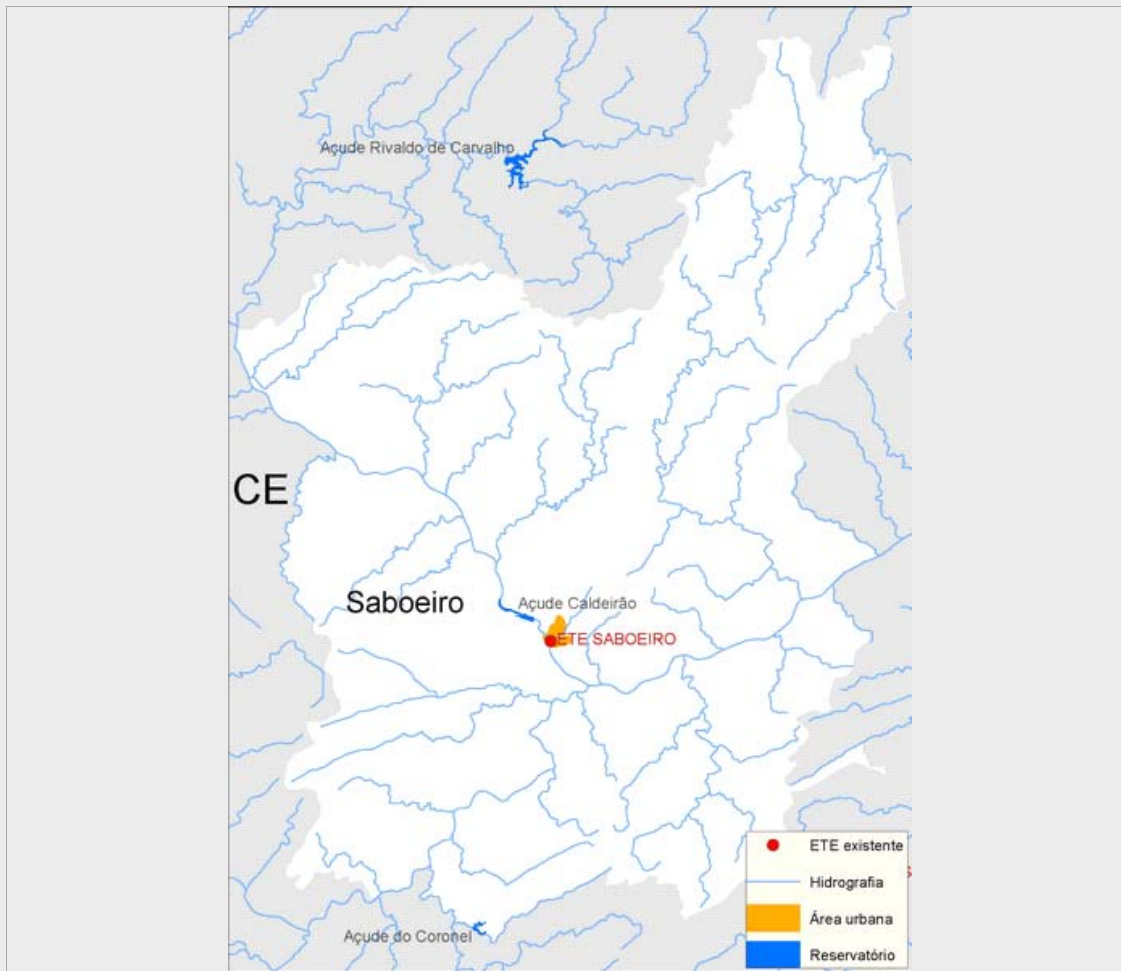 Açude Rivaldo de Carvalho
CE
Saboeiro
Açude Caldeirão
ETE SABOEIRO
Açude do Coronel
ETE existente
Hidrografia
Área urbana
Reservatório